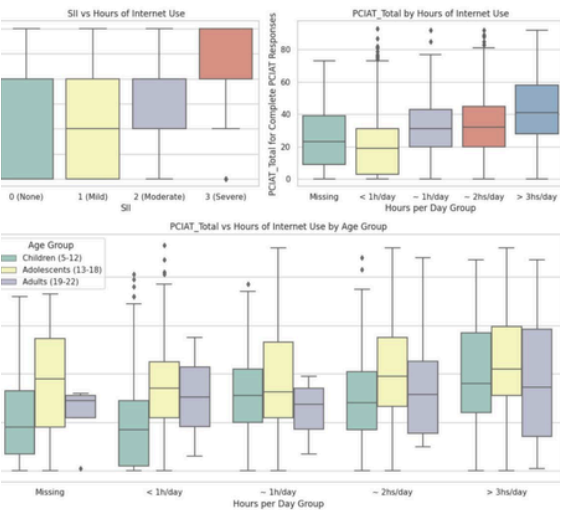 SII vs Hours of Internet Use
0 (None) 1 (Mild) 2 (Moderate) 3 (Severe)
SII
PCIAT_Total by Hours of Internet Use
PCIAT_Total for Complete PCIAT Responses
80
60
40
20
0
Missing < 1h/day ~ 1h/day ~ 2hs/day > 3hs/day
Hours per Day Group
PCIAT_Total vs Hours of Internet Use by Age Group
Age Group
Children (5-12)
Adolescents (13-18)
Adults (19-22)
Missing < 1h/day ~ 1h/day ~ 2hs/day > 3hs/day
Hours per Day Group